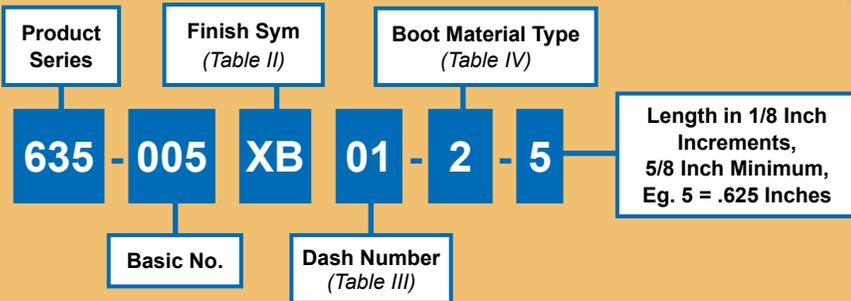 Product
Series
Finish Sym
(Table II)
Boot Material Type
(Table IV)
635 - 005 XB 01 - 2 - 5
Length in 1/8 Inch
Increments,
5/8 Inch Minimum,
Eg. 5 = .625 Inches
Basic No.
Dash Number
(Table III)